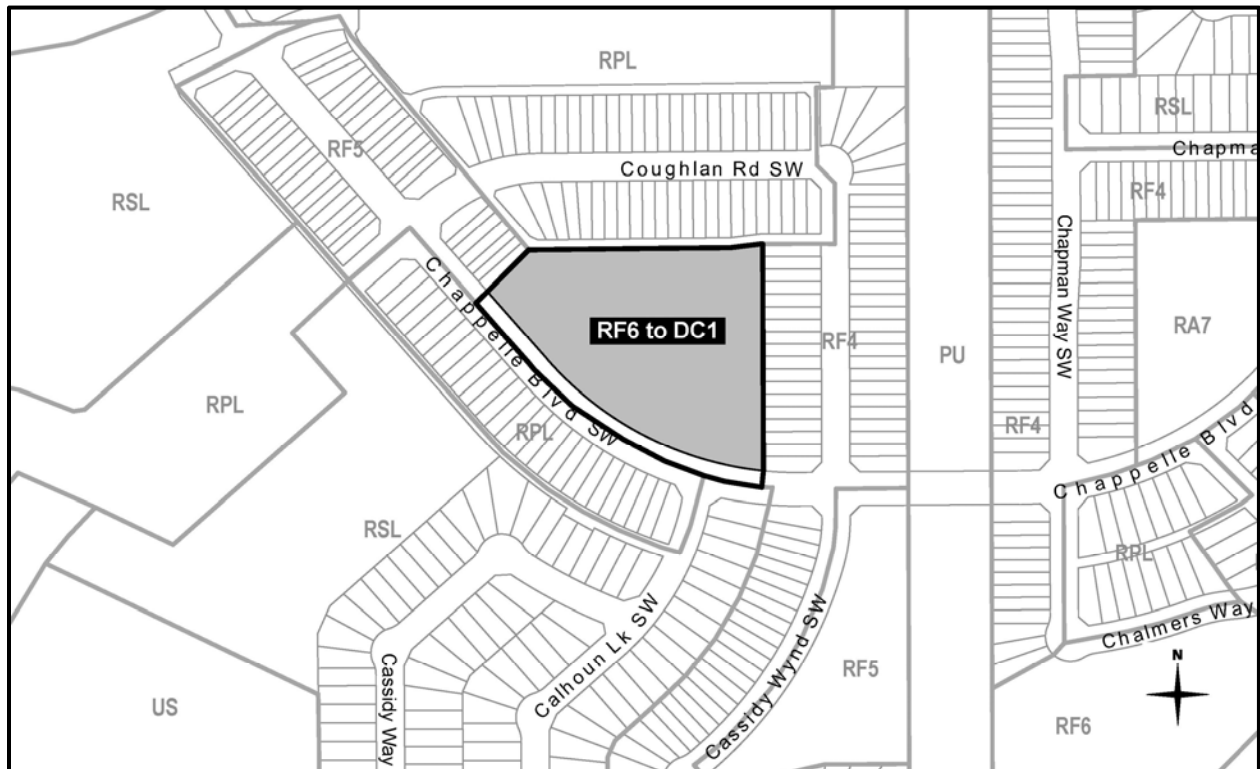 RPL
RSL
Chapma
RF5
Coughlan Rd SW
RF4
RSL
Chapman Way SW
Chappelle Blvd SW
RF6 to DC1
RF4
PU
RA7
RPL
RPL
RF4
Chappelle Blvd
RSL
RPL
Chalmers Way
Calhoun Lk SW
Cassidy Wynd SW
Cassidy Way
N
RF5
US
RF6